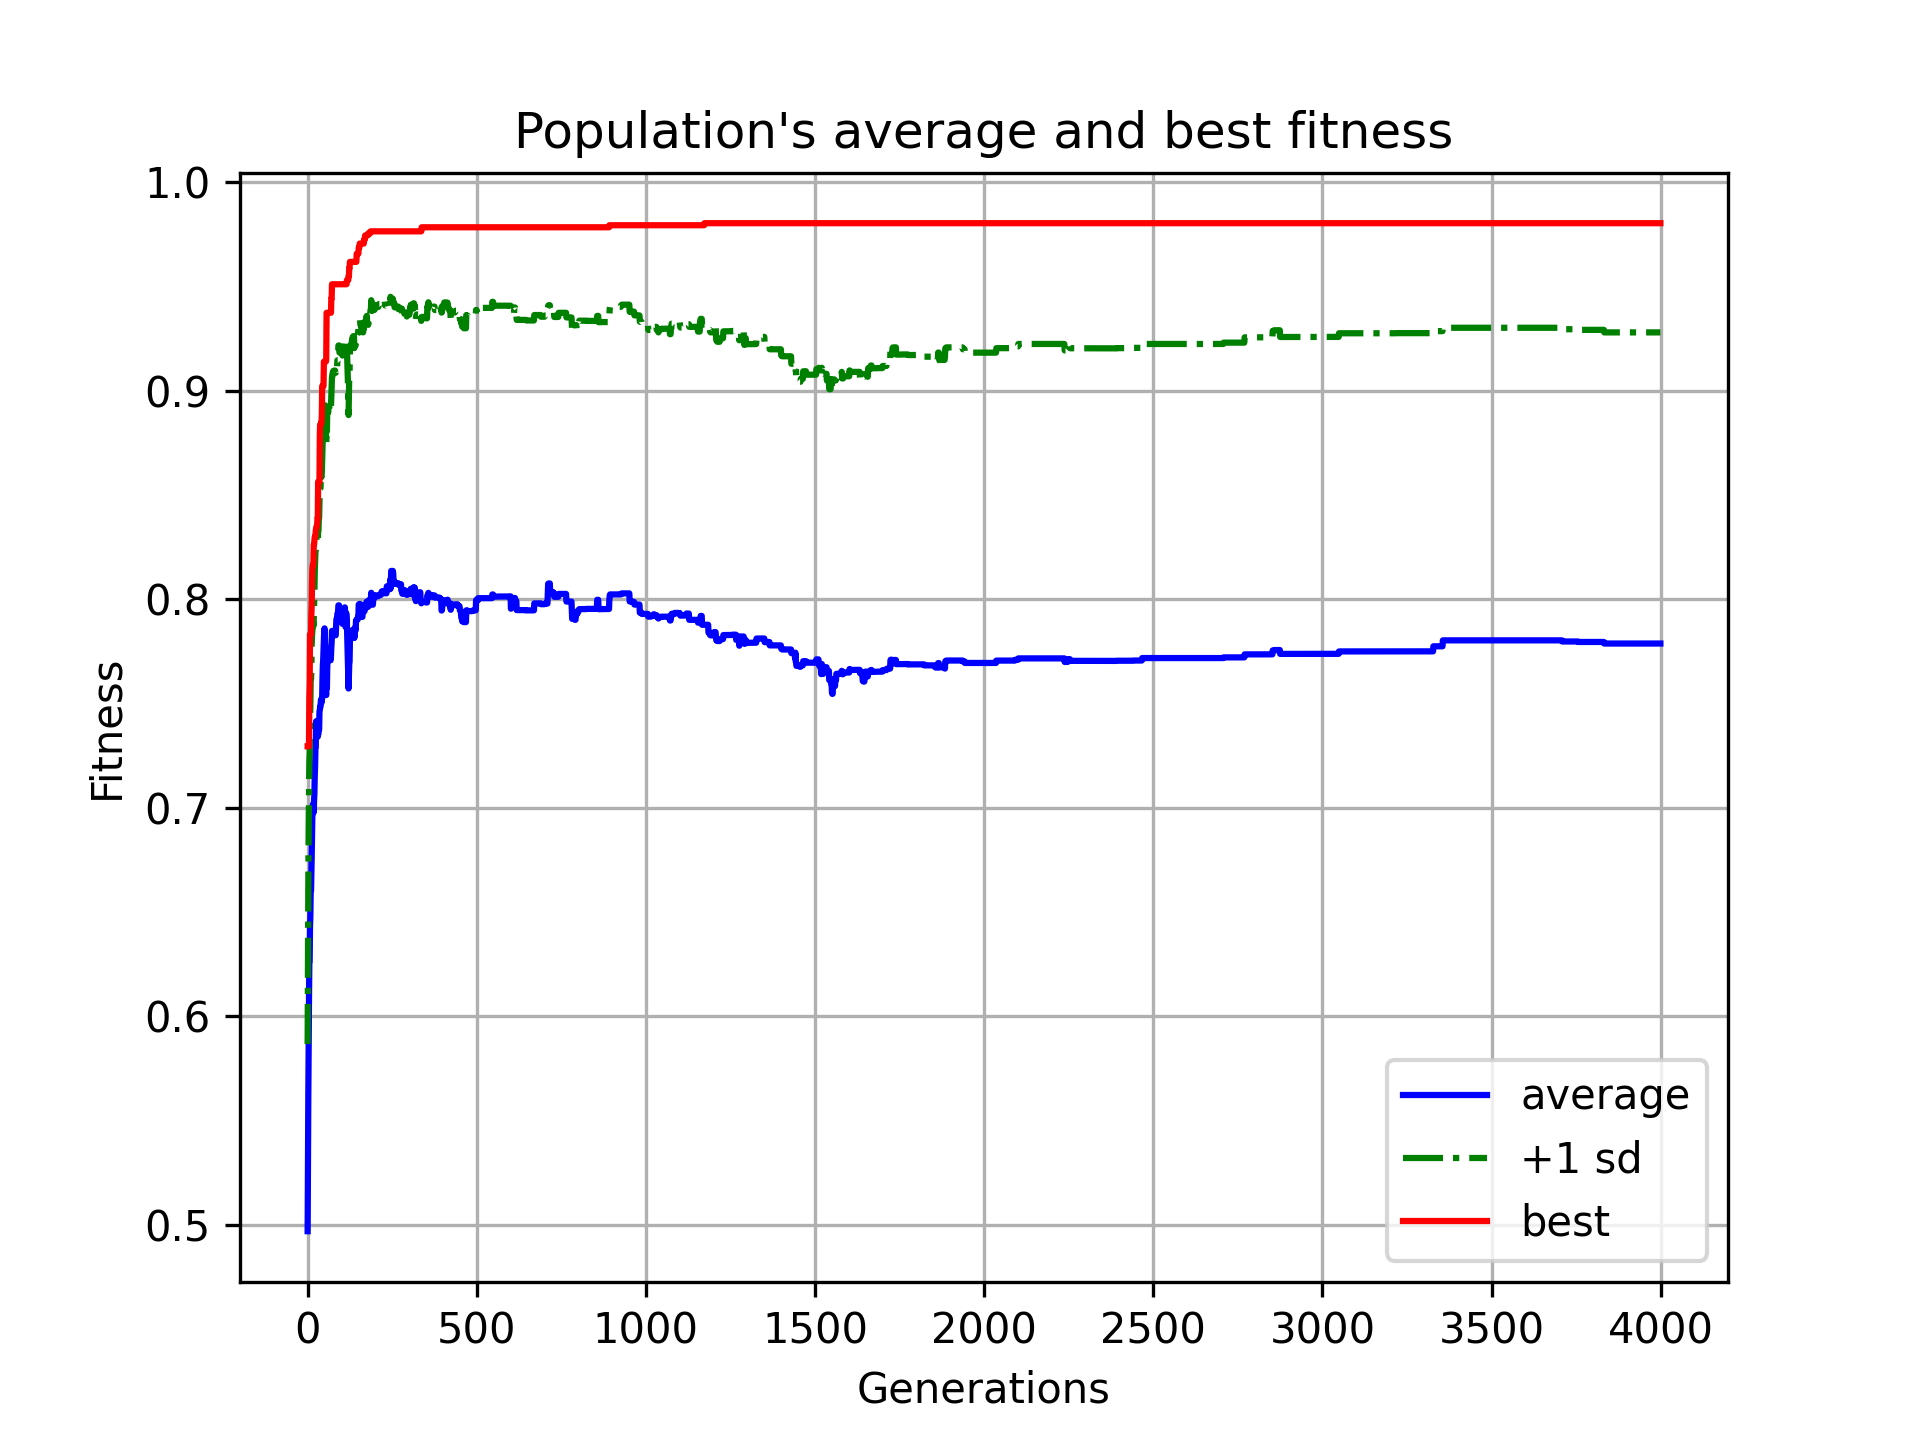 Population's average and best fitness
1.0
0.9
0.8
0.7
0.6
0.5
Fitness
0 500 1000 1500 2000 2500 3000 3500 4000
Generations
average
+1 sd
best